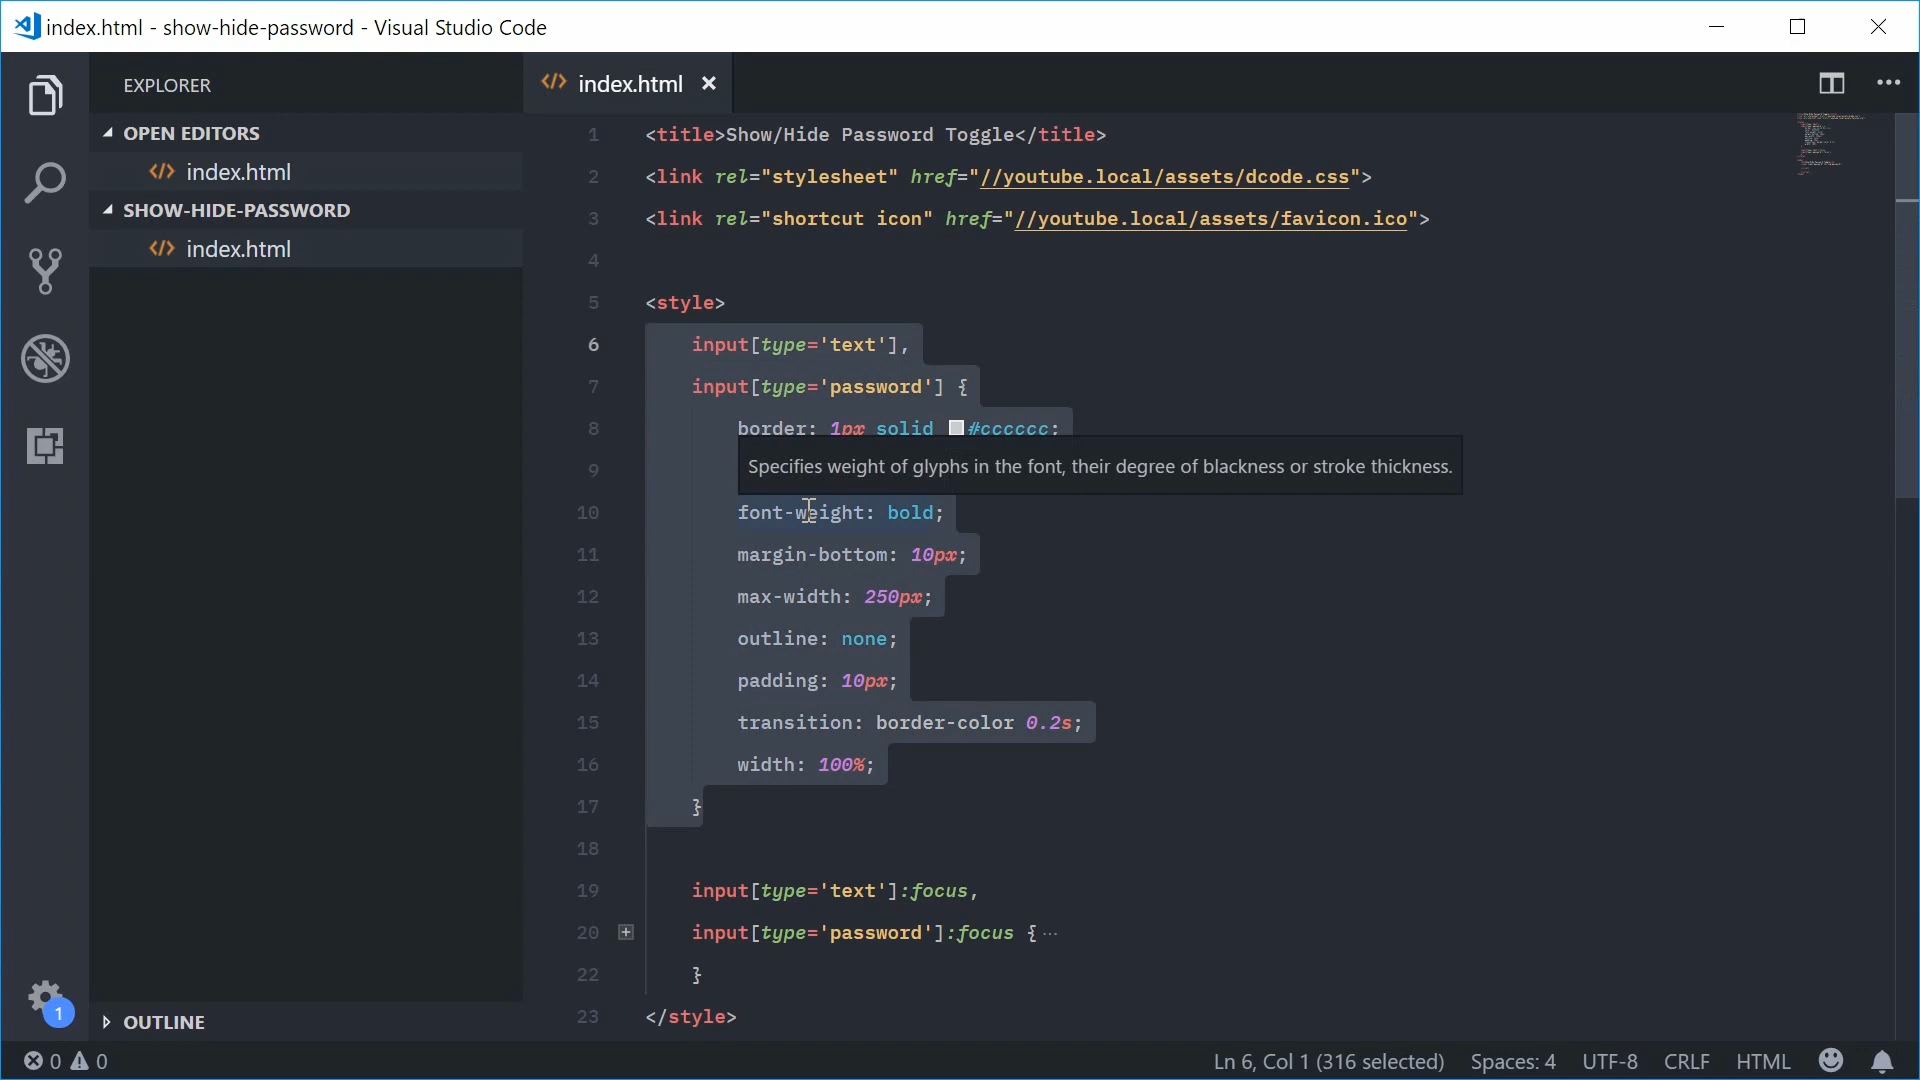 index.html - show-hide-password - Visual Studio Code
EXPLORER
OPEN EDITORS
index.html
SHOW-HIDE-PASSWORD
index.html
OUTLINE
index.html
1 <title>Show/Hide Password Toggle</title>
2 <link rel="stylesheet" href="//youtube.local/assets/dcode.css">
3 <link rel="shortcut icon" href="//youtube.local/assets/favicon.ico">
4
5 <style>
6 input[type='text'],
7 input[type='password'] {
8 border: 1px solid #cccccc;
9
Specifies weight of glyphs in the font, their degree of blackness or stroke thickness.
10 font-weight: bold;
11 margin-bottom: 10px;
12 max-width: 250px;
13 outline: none;
14 padding: 10px;
15 transition: border-color 0.2s;
16 width: 100%;
17 }
18
19 input[type='text']:focus,
20 input[type='password']:focus {…
22 }
23 </style>
1
0 0 Ln 6, Col 1 (316 selected) Spaces: 4 UTF-8 CRLF HTML